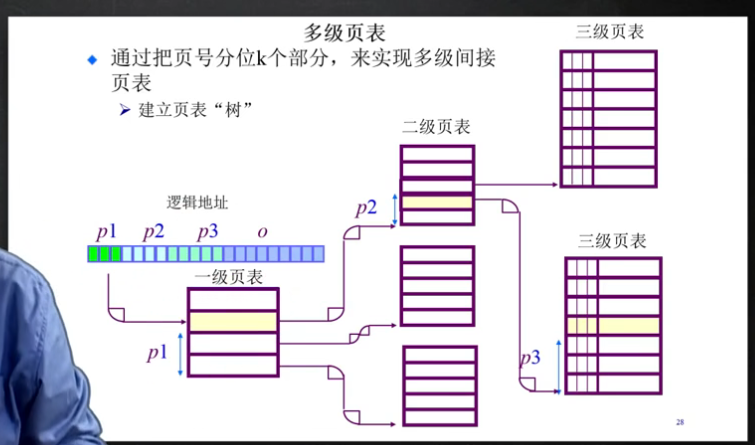 多级页表
通过把页号分位k个部分，来实现多级间接
页表
建立页表“树”
三级页表
二级页表
逻辑地址
p1 p2 p3 o
p2
一级页表
三级页表
p1
p3
28